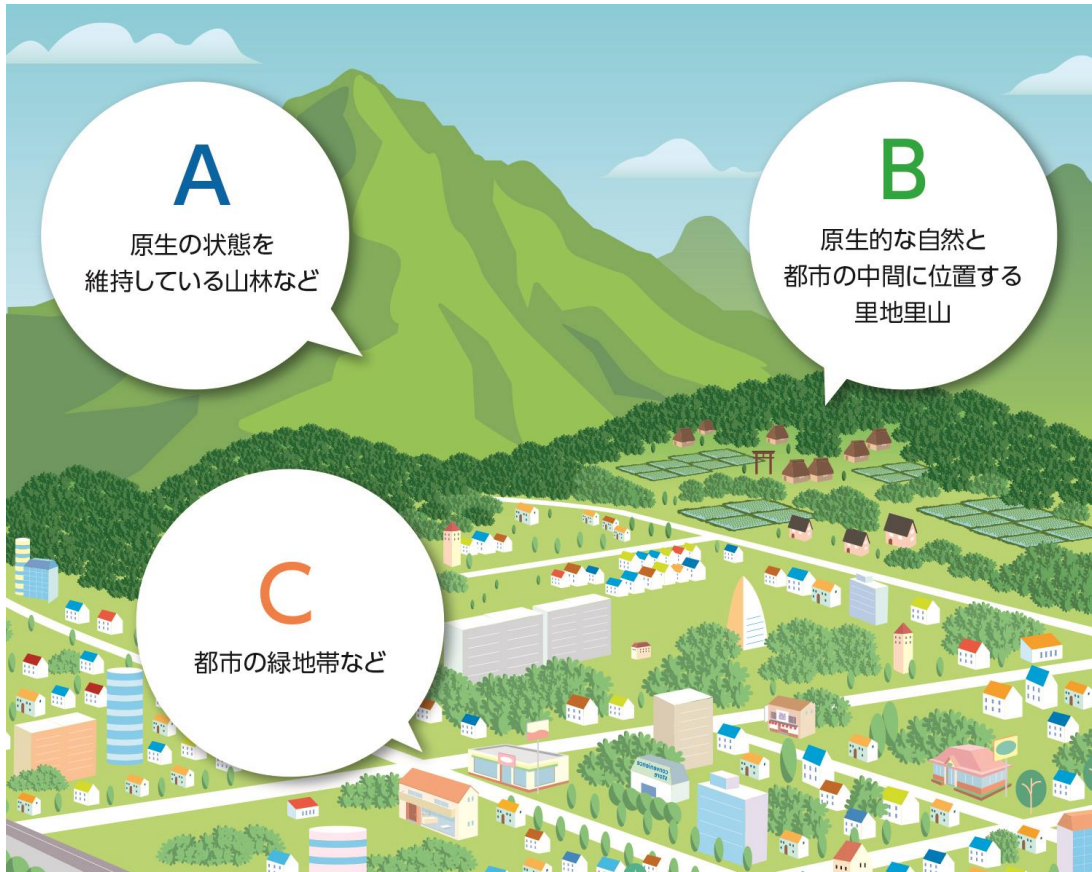 A
原生の状態を
維持している山林など
B
原生的な自然と
都市の中間に位置する
里地里山
C
都市の緑地帯など
convenience
store